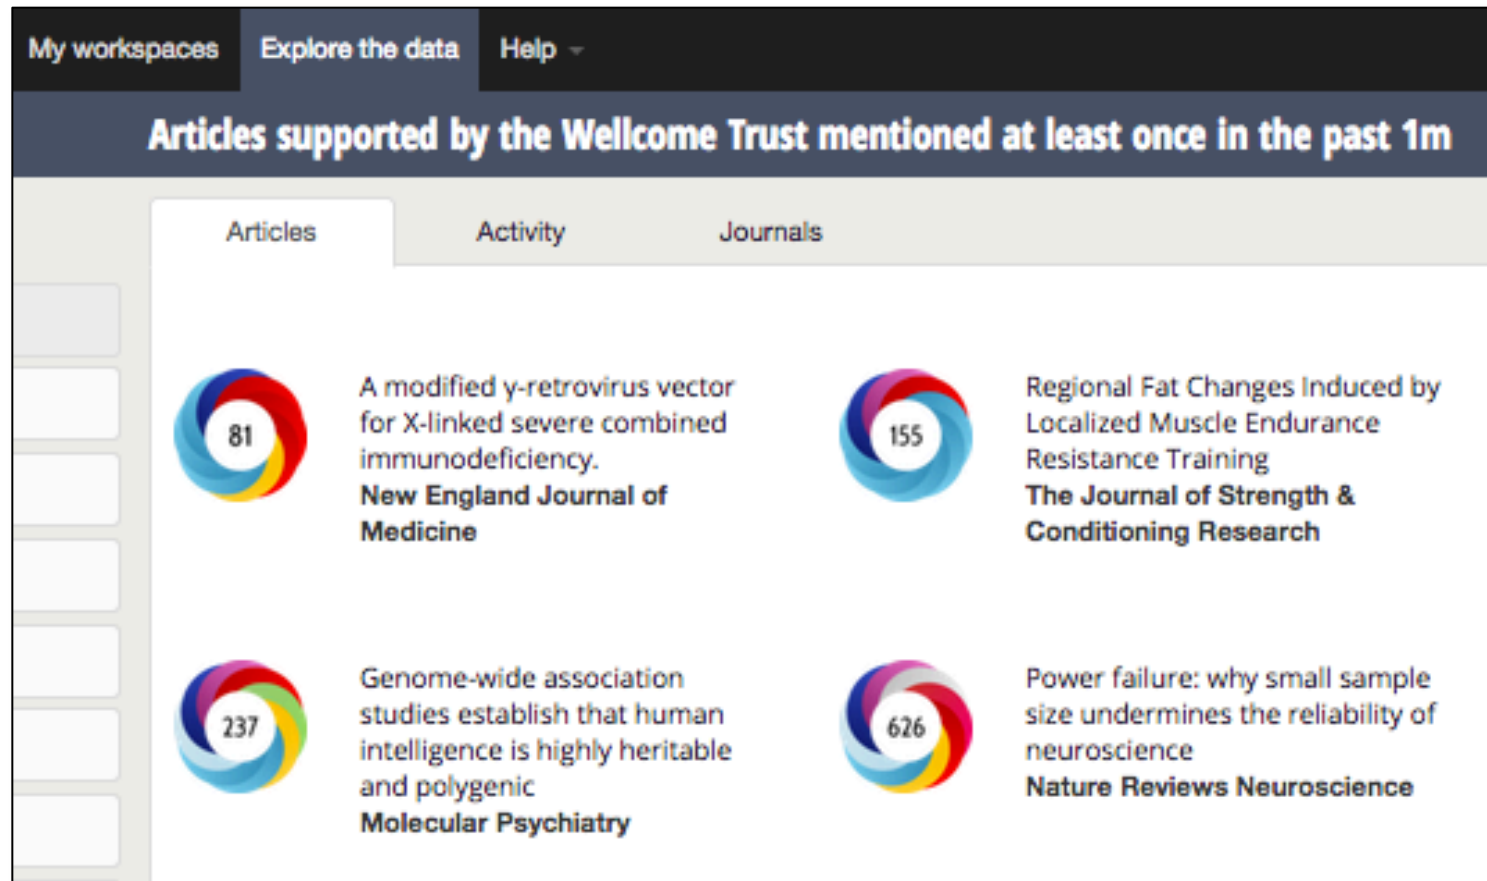 My workspaces Explore the data Help
Articles supported by the Wellcome Trust mentioned at least once in the past 1m
Articles Activity Journals
81
A modified γ-retrovirus vector
for X-linked severe combined
immunodeficiency.
New England Journal of
Medicine
155
Regional Fat Changes Induced by
Localized Muscle Endurance
Resistance Training
The Journal of Strength &
Conditioning Research
237
Genome-wide association
studies establish that human
intelligence is highly heritable
and polygenic
Molecular Psychiatry
626
Power failure: why small sample
size undermines the reliability of
neuroscience
Nature Reviews Neuroscience